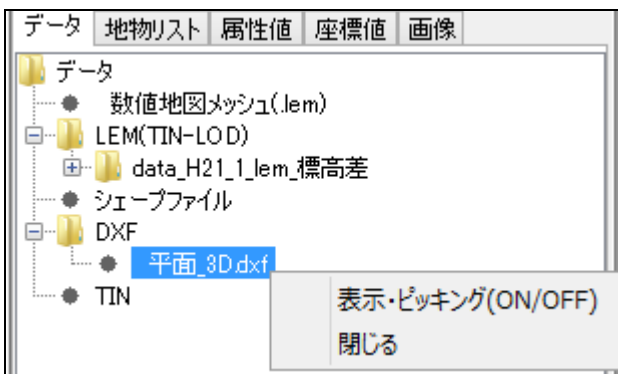 データ 地物リスト 属性値 座標値 画像
データ
数値地図メッシュ(.lem)
LEM(TIN-LOD)
data_H21_1_lem_標高差
シェープファイル
DXF
平面_3D.dxf
TIN
表示・ピッキング(ON/OFF)
閉じる